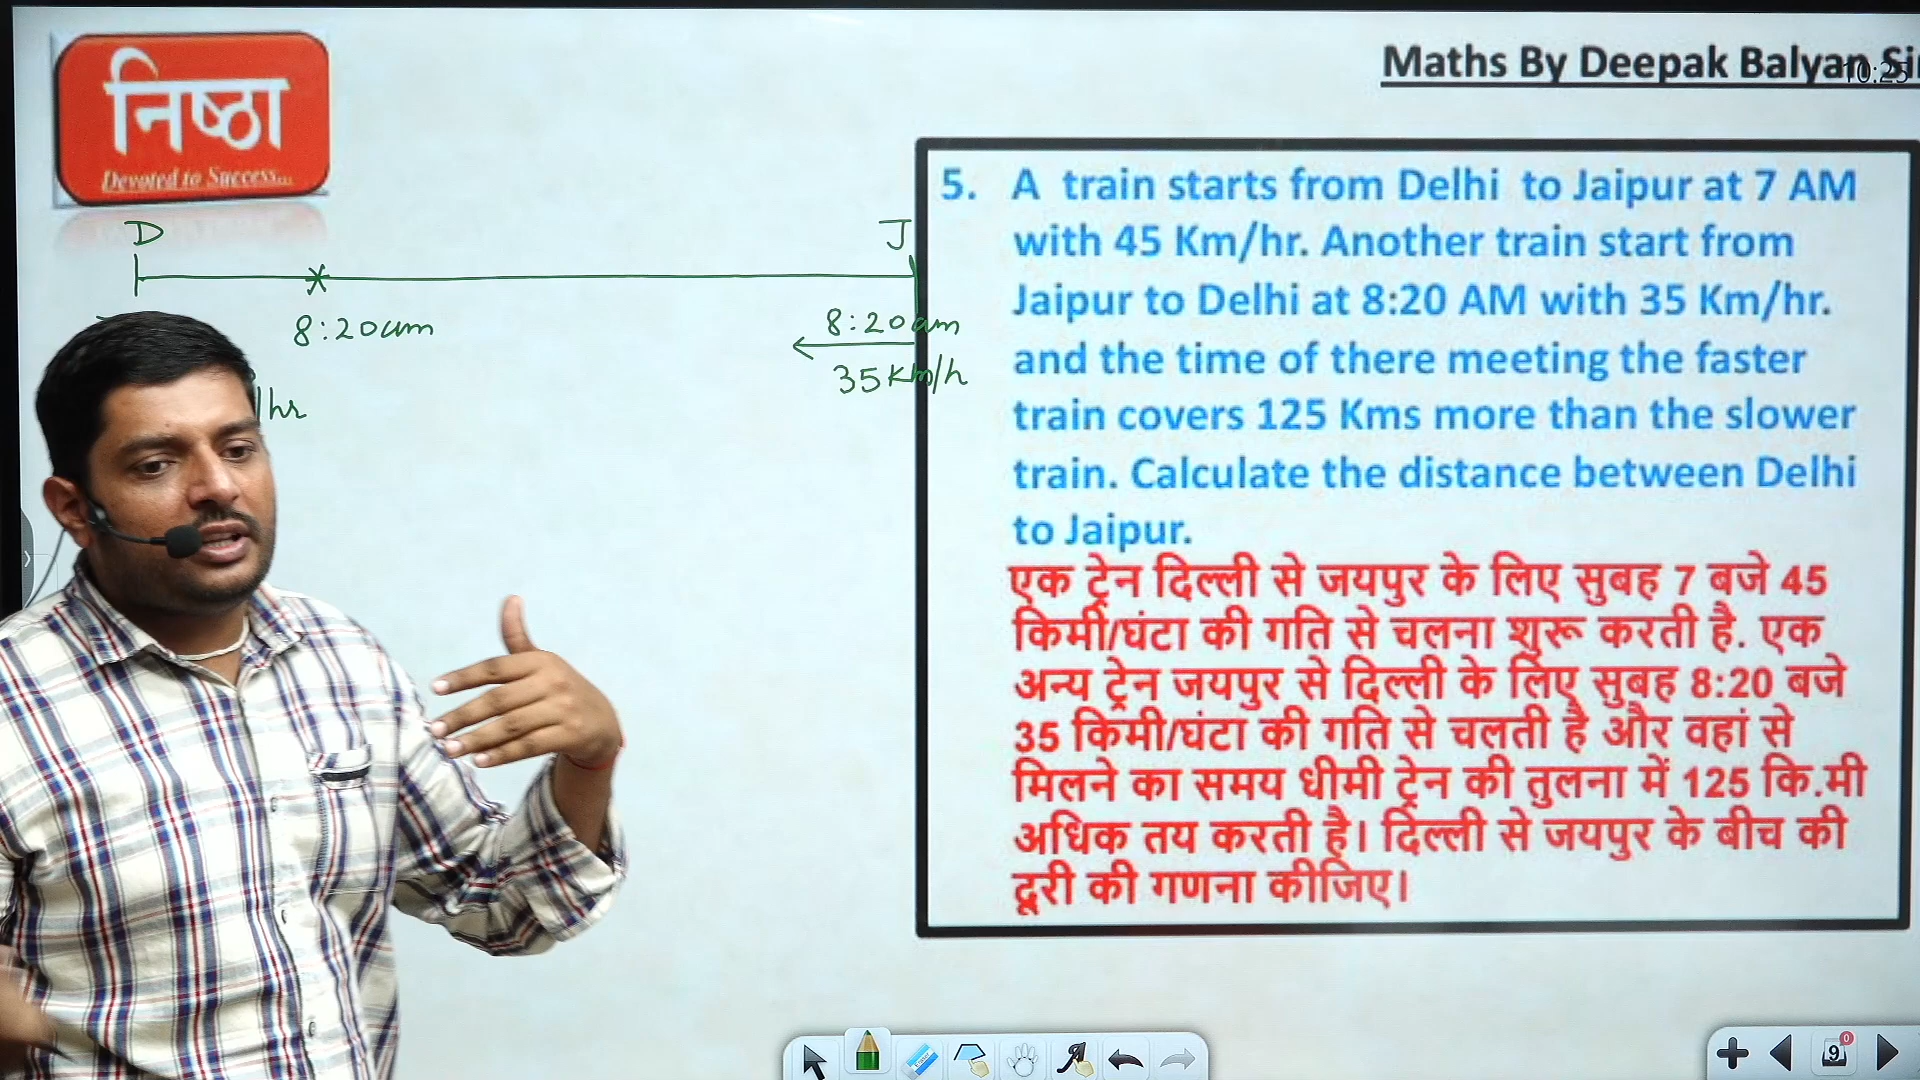 निष्ठा
Devoted to Success...
Maths By Deepak Balyan Sir
10:25
D
J
8:20am
8:20am
35Km/h
/hr
5. A train starts from Delhi to Jaipur at 7 AM
with 45 Km/hr. Another train start from
Jaipur to Delhi at 8:20 AM with 35 Km/hr.
and the time of there meeting the faster
train covers 125 Kms more than the slower
train. Calculate the distance between Delhi
to Jaipur.
एक ट्रेन दिल्ली से जयपुर के लिए सुबह 7 बजे 45
किमी/घंटा की गति से चलना शुरू करती है. एक
अन्य ट्रेन जयपुर से दिल्ली के लिए सुबह 8:20 बजे
35 किमी/घंटा की गति से चलती है और वहां से
मिलने का समय धीमी ट्रेन की तुलना में 125 कि.मी
अधिक तय करती है। दिल्ली से जयपुर के बीच की
दूरी की गणना कीजिए।
9
0